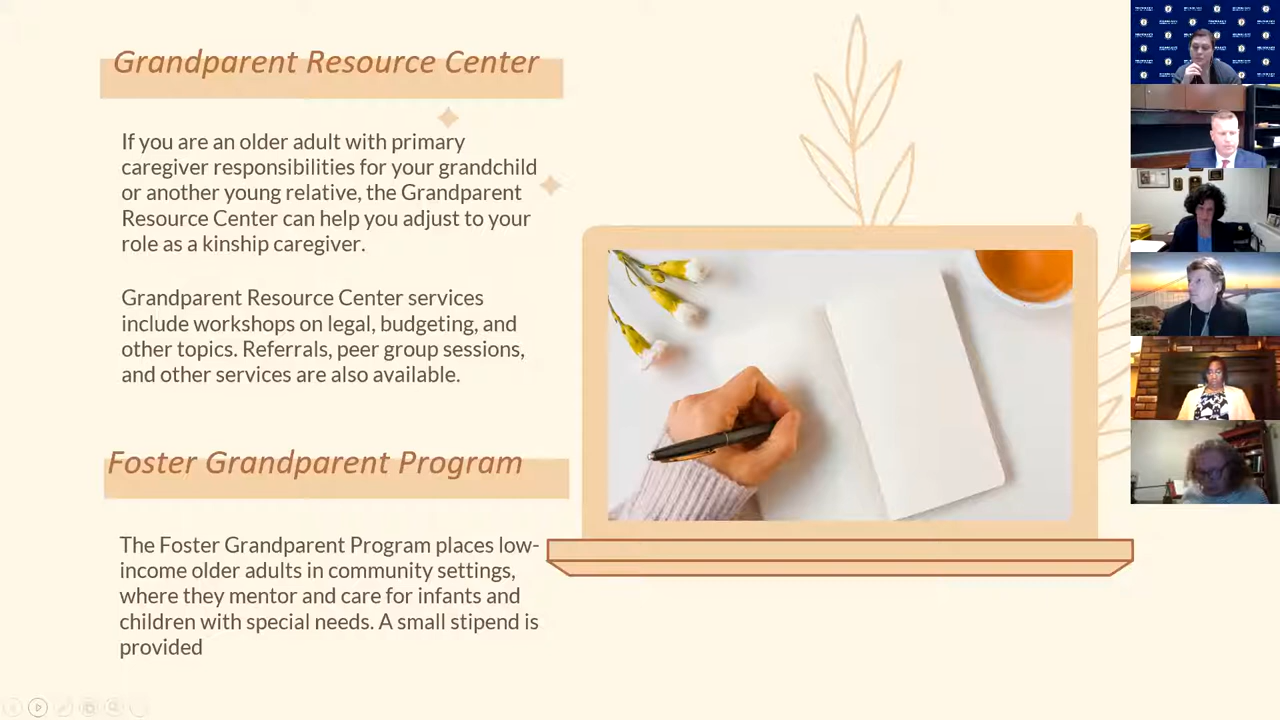 Grandparent Resource Center
If you are an older adult with primary
caregiver responsibilities for your grandchild
or another young relative, the Grandparent
Resource Center can help you adjust to your
role as a kinship caregiver.
Grandparent Resource Center services
include workshops on legal, budgeting, and
other topics. Referrals, peer group sessions,
and other services are also available.
Foster Grandparent Program
The Foster Grandparent Program places low-
income older adults in community settings,
where they mentor and care for infants and
children with special needs. A small stipend is
provided